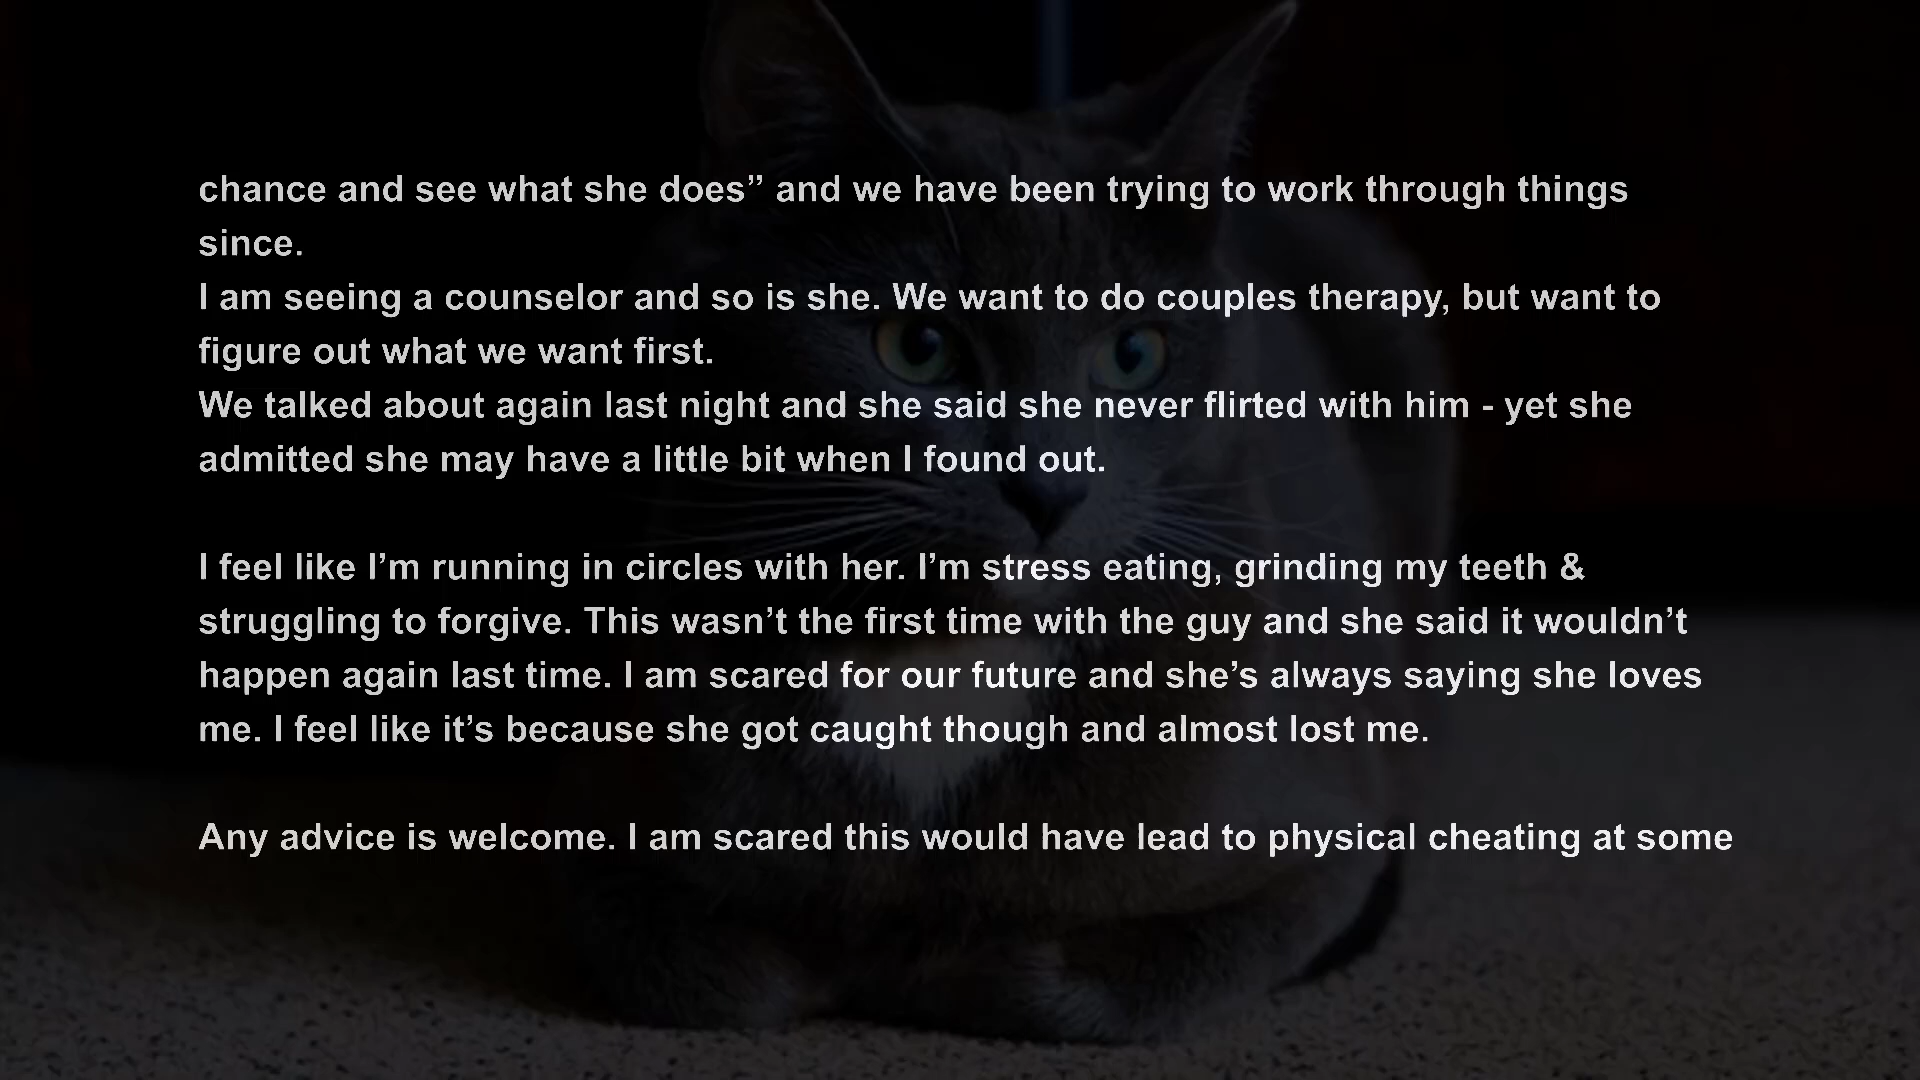 chance and see what she does” and we have been trying to work through things
since.
I am seeing a counselor and so is she. We want to do couples therapy, but want to
figure out what we want first.
We talked about again last night and she said she never flirted with him - yet she
admitted she may have a little bit when I found out.
I feel like I’m running in circles with her. I’m stress eating, grinding my teeth &
struggling to forgive. This wasn’t the first time with the guy and she said it wouldn’t
happen again last time. I am scared for our future and she’s always saying she loves
me. I feel like it’s because she got caught though and almost lost me.
Any advice is welcome. I am scared this would have lead to physical cheating at some